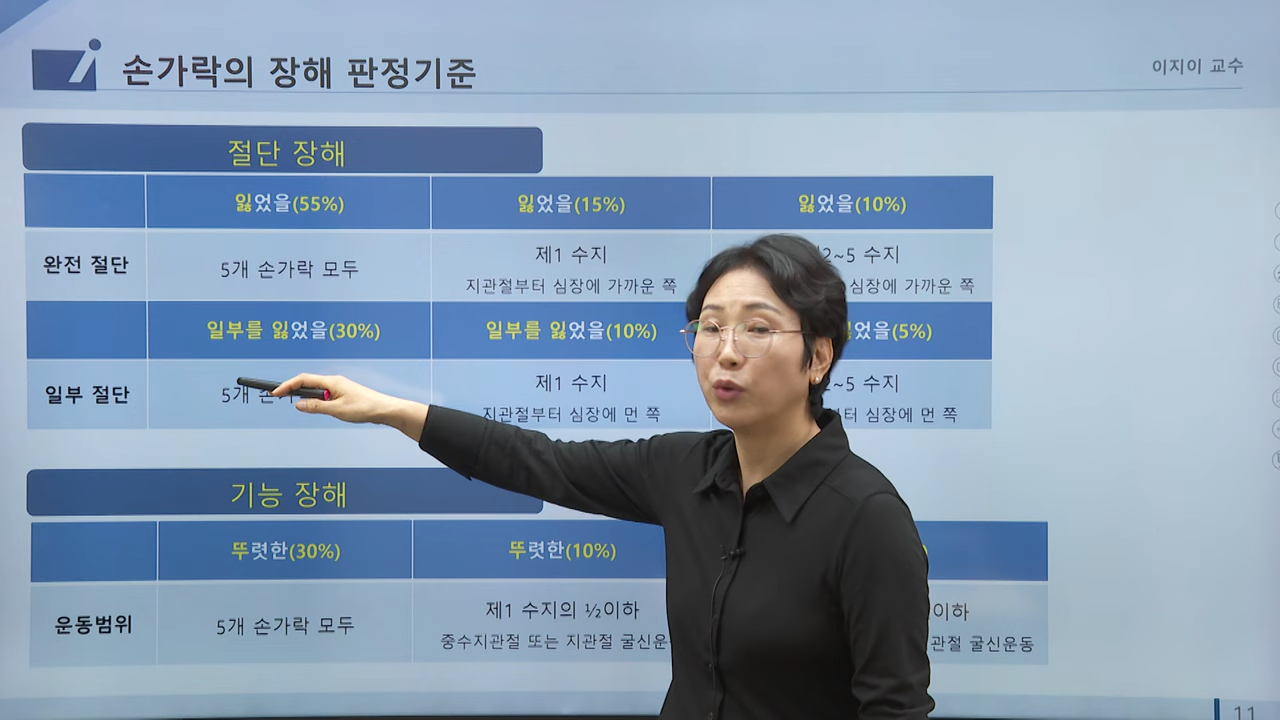 손가락의 장해 판정기준
이지이 교수
절단 장해
잃었을(55%)
잃었을(15%)
잃었을(10%)
완전 절단
5개 손가락 모두
제1 수지
지관절부터 심장에 가까운 쪽
2~5 수지
심장에 가까운 쪽
일부를 잃었을(30%)
일부를 잃었을(10%)
었을(5%)
일부 절단
5개
제1 수지
지관절부터 심장에 먼 쪽
2~5 수지
심장에 먼 쪽
기능 장해
뚜렷한(30%)
뚜렷한(10%)
운동범위
5개 손가락 모두
제1 수지의 ½이하
중수지관절 또는 지관절 굴신운
이하
관절 굴신운동
11